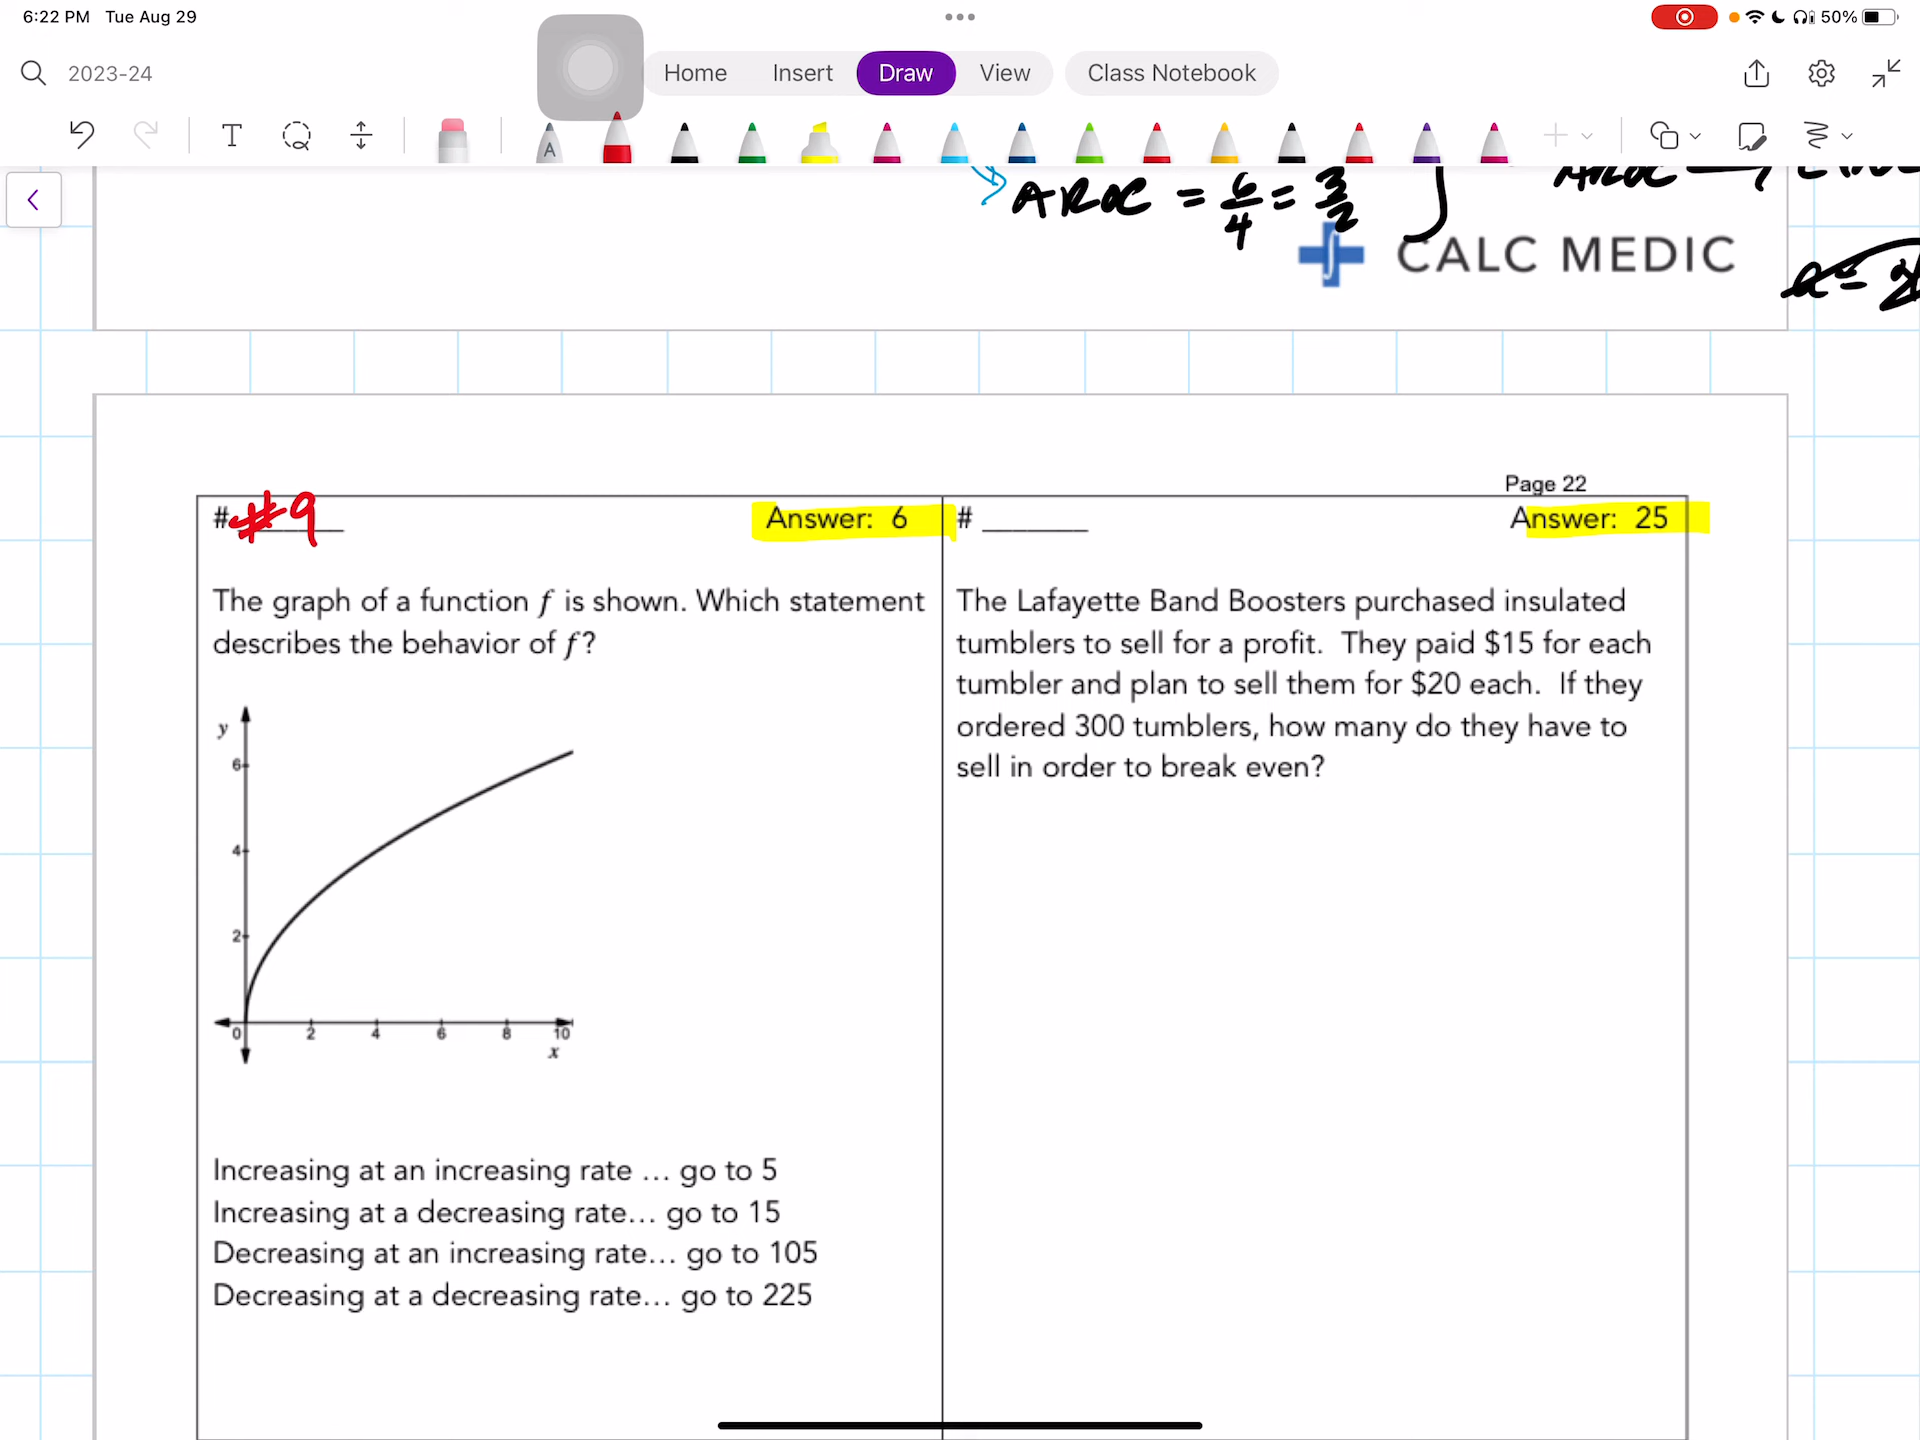 6:22 PM Tue Aug 29
50%
2023-24
Home Insert Draw View Class Notebook
T
A
AROC = 6/4 = 3/2
CALC MEDIC
Page 22
# #9 Answer: 6
The graph of a function f is shown. Which statement
describes the behavior of f?
y
6
4
2
0 2 4 6 8 10
x
Increasing at an increasing rate ... go to 5
Increasing at a decreasing rate... go to 15
Decreasing at an increasing rate... go to 105
Decreasing at a decreasing rate... go to 225
# ______ Answer: 25
The Lafayette Band Boosters purchased insulated
tumblers to sell for a profit. They paid $15 for each
tumbler and plan to sell them for $20 each. If they
ordered 300 tumblers, how many do they have to
sell in order to break even?